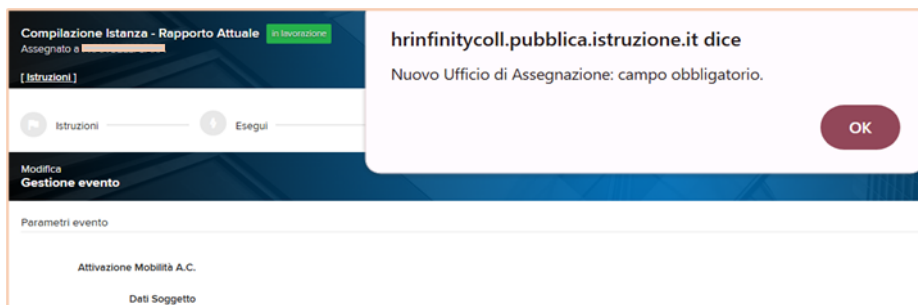 Compilazione Istanza - Rapporto Attuale in lavorazione
Assegnato a
[ Istruzioni ]
hrinfinitycoll.pubblica.istruzione.it dice
Nuovo Ufficio di Assegnazione: campo obbligatorio.
OK
Istruzioni
Esegui
Modifica
Gestione evento
Parametri evento
Attivazione Mobilità A.C.
Dati Soggetto